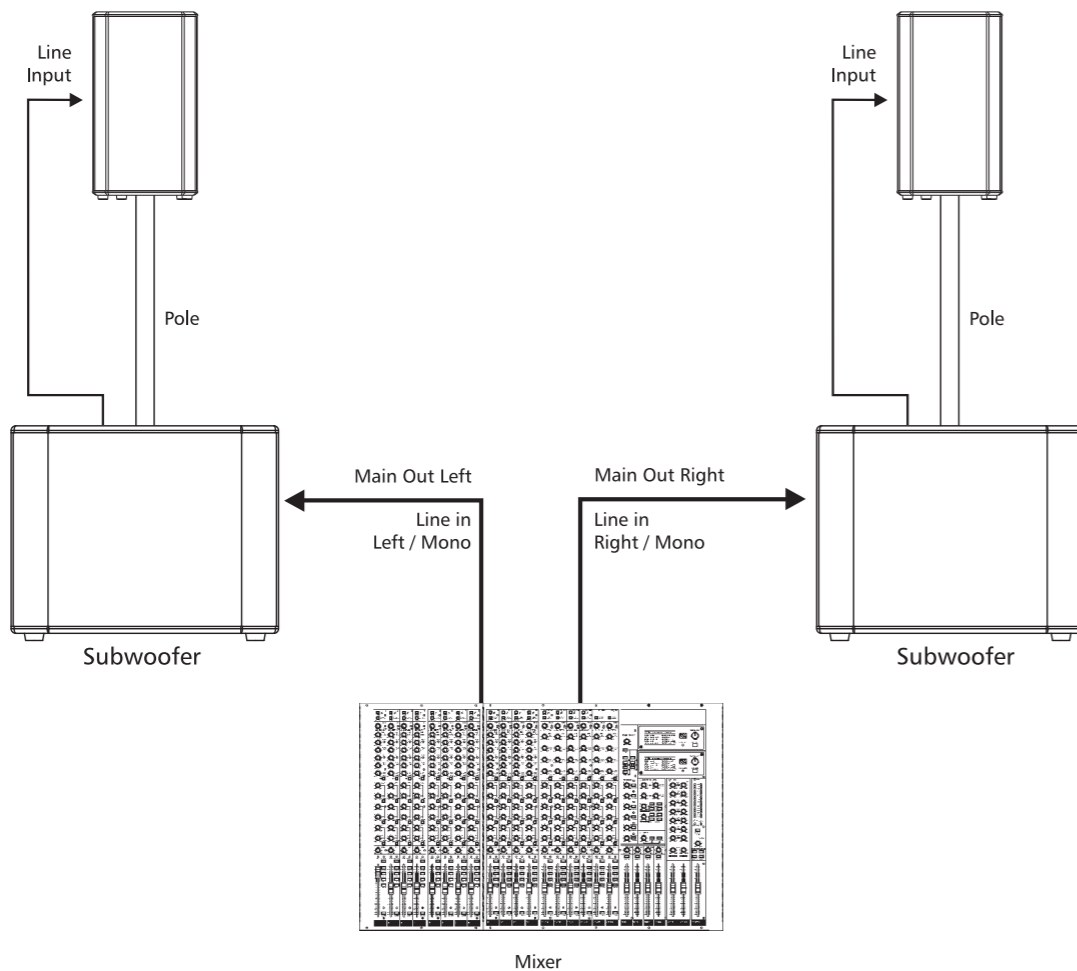 Line
Input
Line
Input
Pole
Pole
Main Out Left
Main Out Right
Line in
Left / Mono
Line in
Right / Mono
Subwoofer
Subwoofer
Mixer